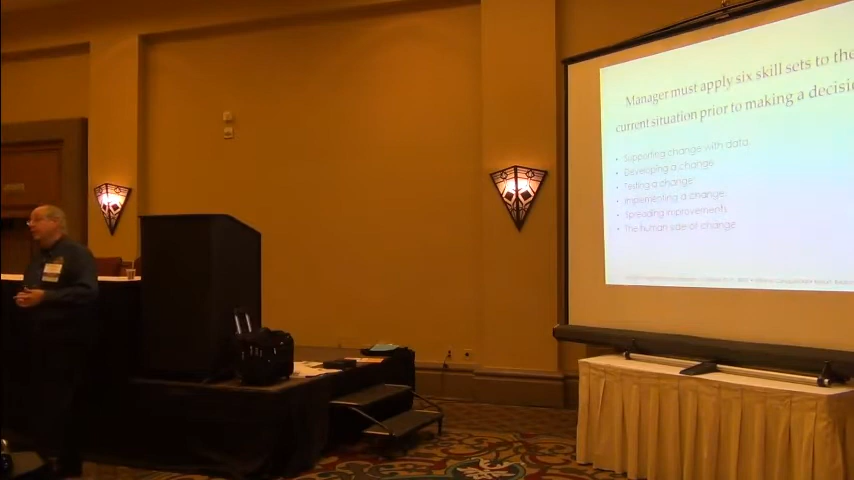 Manager must apply six skill sets to the
current situation prior to making a decisio
• Supporting change with data
• Developing a change
• Testing a change
• Implementing a change
• Spreading improvements
• The human side of change